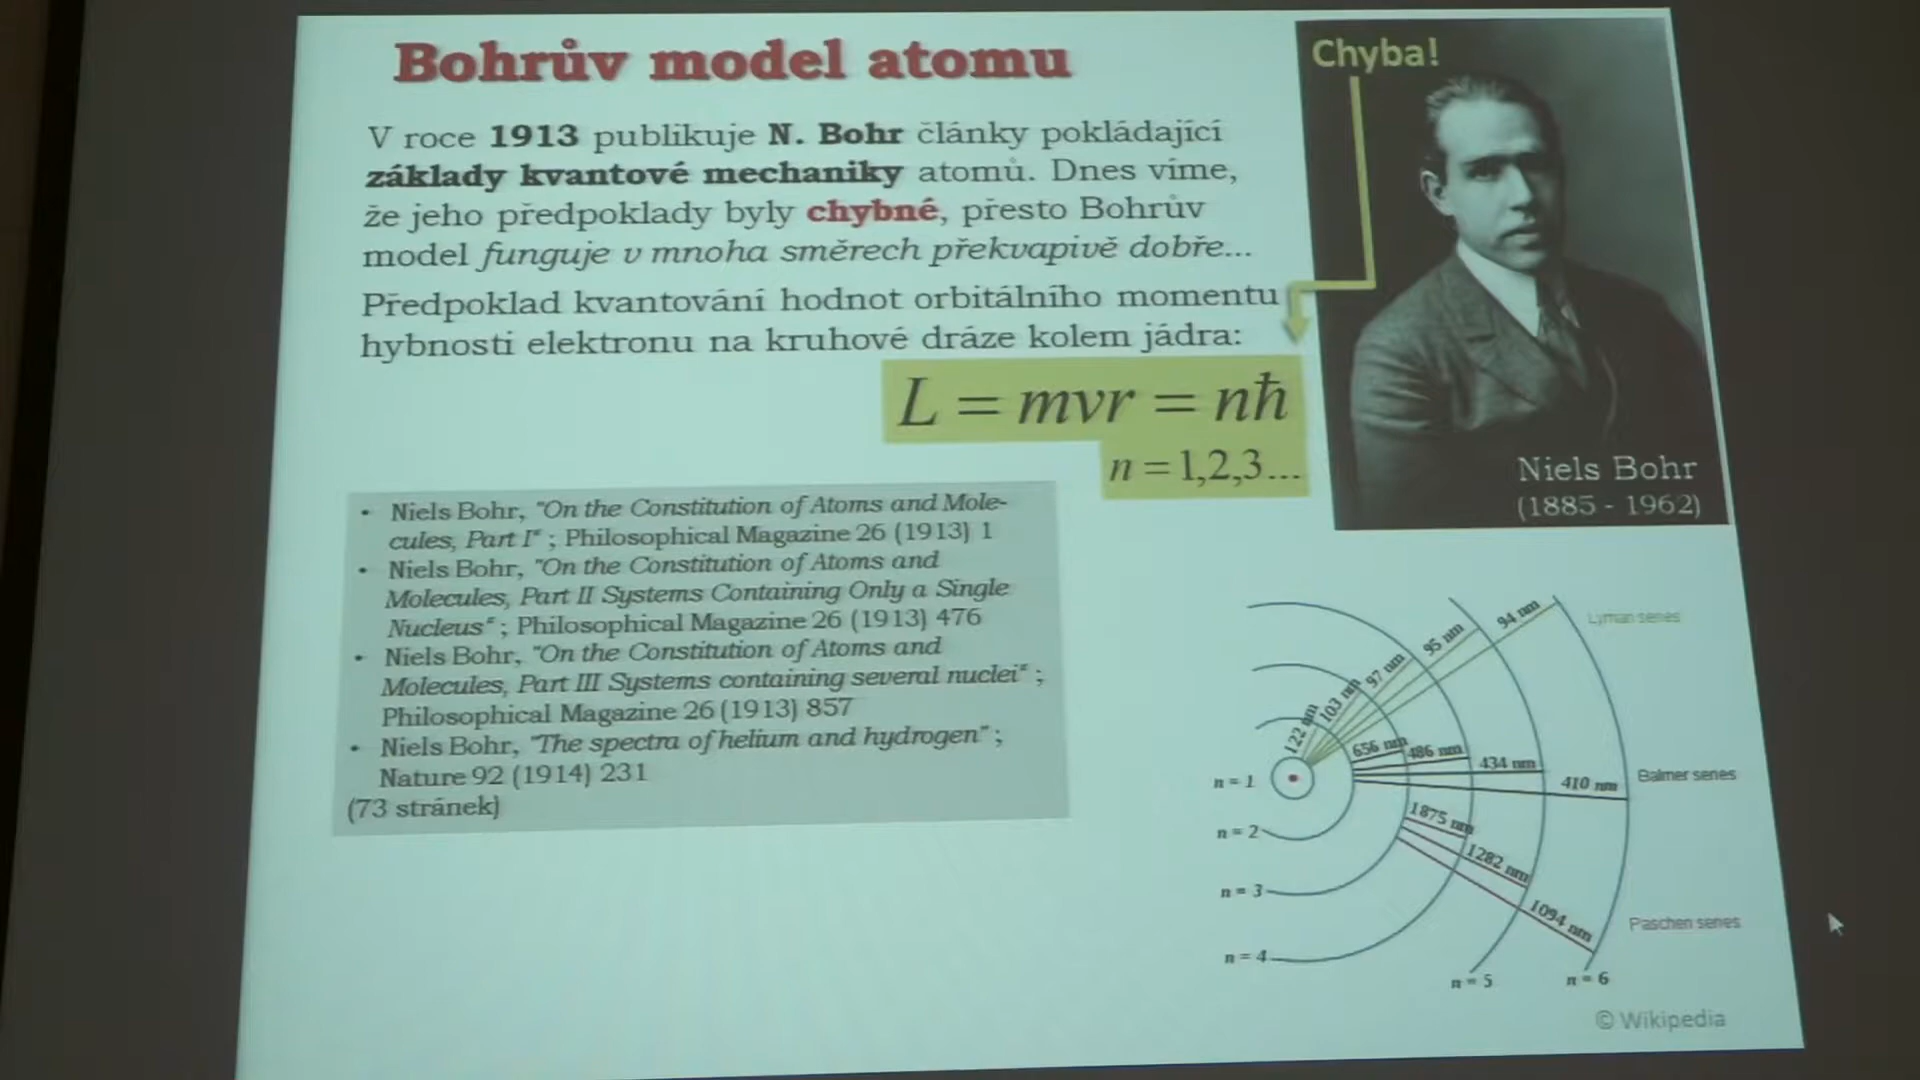 Bohrův model atomu
Chyba!
V roce 1913 publikuje N. Bohr články pokládající
základy kvantové mechaniky atomů. Dnes víme,
že jeho předpoklady byly chybné, přesto Bohrův
model funguje v mnoha směrech překvapivě dobře...
Předpoklad kvantování hodnot orbitálního momentu
hybnosti elektronu na kruhové dráze kolem jádra:
L = mvr = nħ
n = 1,2,3...
Niels Bohr
(1885 - 1962)
• Niels Bohr, "On the Constitution of Atoms and Mole-
cules, Part I" ; Philosophical Magazine 26 (1913) 1
• Niels Bohr, "On the Constitution of Atoms and
Molecules, Part II Systems Containing Only a Single
Nucleus" ; Philosophical Magazine 26 (1913) 476
• Niels Bohr, "On the Constitution of Atoms and
Molecules, Part III Systems containing several nuclei" ;
Philosophical Magazine 26 (1913) 857
• Niels Bohr, "The spectra of helium and hydrogen" ;
Nature 92 (1914) 231
(73 stránek)
122 nm
103 nm
97 nm
95 nm
94 nm
Lyman series
656 nm
486 nm
434 nm
410 nm
Balmer series
1875 nm
1282 nm
1094 nm
Paschen series
n = 1
n = 2
n = 3
n = 4
n = 5
n = 6
© Wikipedia